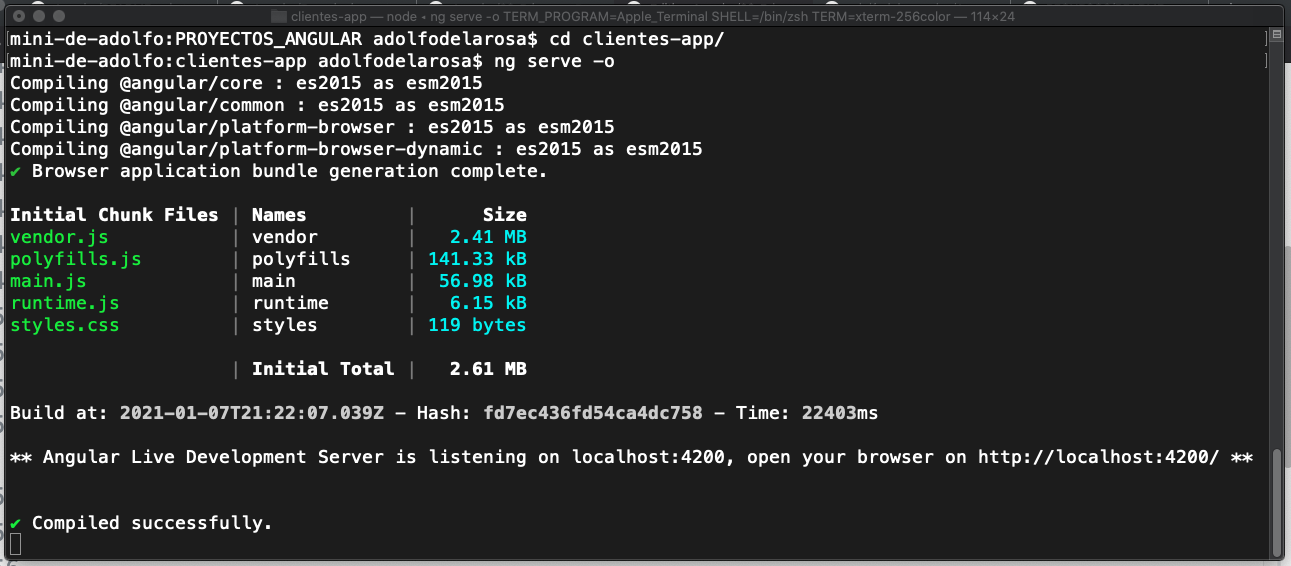 clientes-app — node ◂ ng serve -o TERM_PROGRAM=Apple_Terminal SHELL=/bin/zsh TERM=xterm-256color — 114×24
[mini-de-adolfo:PROYECTOS_ANGULAR adolfodelarosa$ cd clientes-app/ ]
[mini-de-adolfo:clientes-app adolfodelarosa$ ng serve -o ]
Compiling @angular/core : es2015 as esm2015
Compiling @angular/common : es2015 as esm2015
Compiling @angular/platform-browser : es2015 as esm2015
Compiling @angular/platform-browser-dynamic : es2015 as esm2015
✔ Browser application bundle generation complete.
Initial Chunk Files | Names | Size
vendor.js | vendor | 2.41 MB
polyfills.js | polyfills | 141.33 kB
main.js | main | 56.98 kB
runtime.js | runtime | 6.15 kB
styles.css | styles | 119 bytes
| Initial Total | 2.61 MB
Build at: 2021-01-07T21:22:07.039Z - Hash: fd7ec436fd54ca4dc758 - Time: 22403ms
** Angular Live Development Server is listening on localhost:4200, open your browser on http://localhost:4200/ **
✔ Compiled successfully.